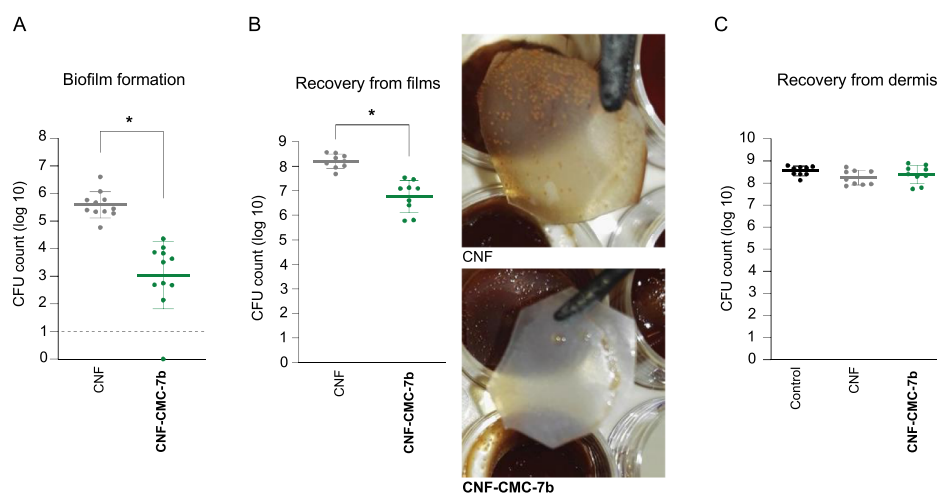 A
Biofilm formation
*
8
7
6
5
4
3
2
1
0
CFU count (log 10)
CNF
CNF-CMC-7b
B
Recovery from films
*
9
8
7
6
5
4
3
2
1
0
CFU count (log 10)
CNF
CNF-CMC-7b
CNF
CNF-CMC-7b
C
Recovery from dermis
10
9
8
7
6
5
4
3
2
1
0
CFU count (log 10)
Control
CNF
CNF-CMC-7b